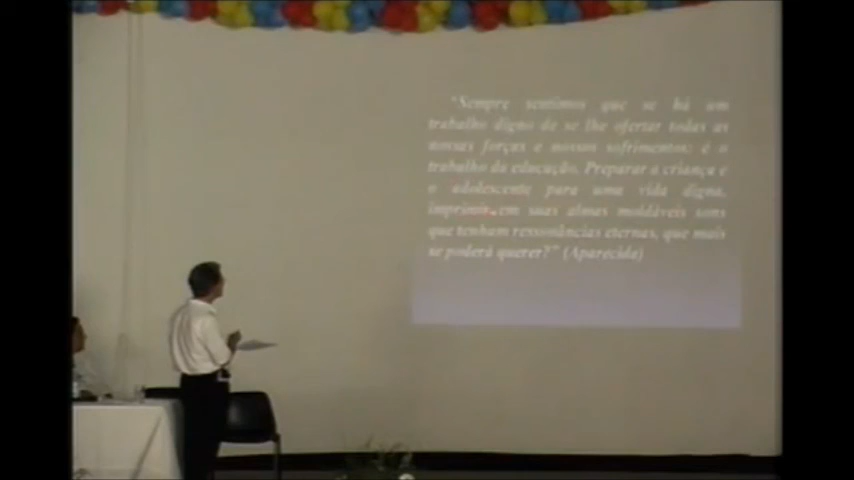 "Sempre sentimos que se há um
trabalho digno de se lhe ofertar todas as
nossas forças e nossos sofrimentos: é o
trabalho da educação. Preparar a criança e
o adolescente para uma vida digna,
imprimir em suas almas moldáveis sons
que tenham ressonâncias eternas, que mais
se poderá querer?" (Aparecida)